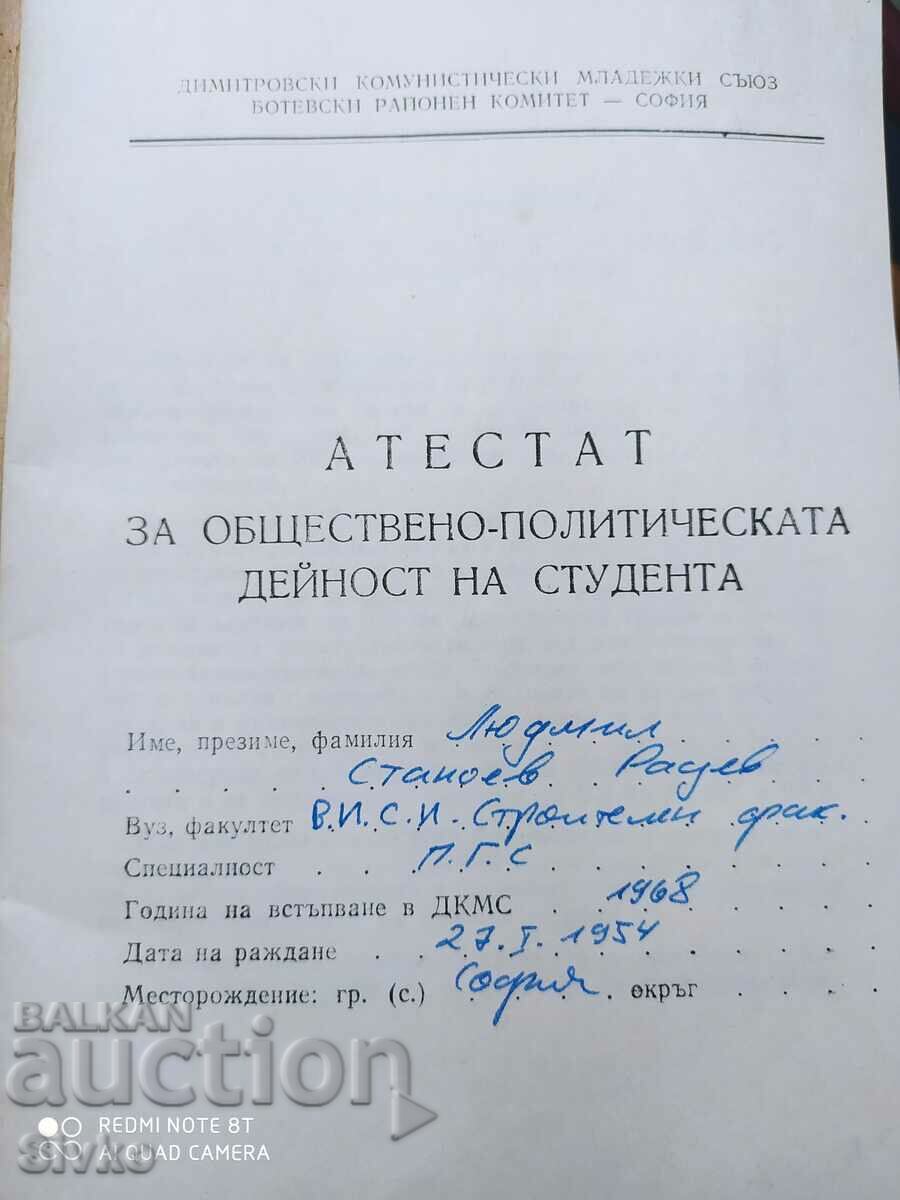 ДИМИТРОВСКИ КОМУНИСТИЧЕСКИ МЛАДЕЖКИ СЪЮЗ
БОТЕВСКИ РАЙОНЕН КОМИТЕТ — СОФИЯ
АТЕСТАТ
ЗА ОБЩЕСТВЕНО-ПОЛИТИЧЕСКАТА
ДЕЙНОСТ НА СТУДЕНТА
Име, презиме, фамилия Людмил
Станоев Рацев
Вуз, факултет В.И.С.И. Строителен фак.
Специалност П.Г.С
Година на встъпване в ДКМС 1968
Дата на раждане 27.I.1954
Месторождение: гр. (с.) София окръг
BALKAN
auction
REDMI NOTE 8T
AI QUAD CAMERA
Sivko